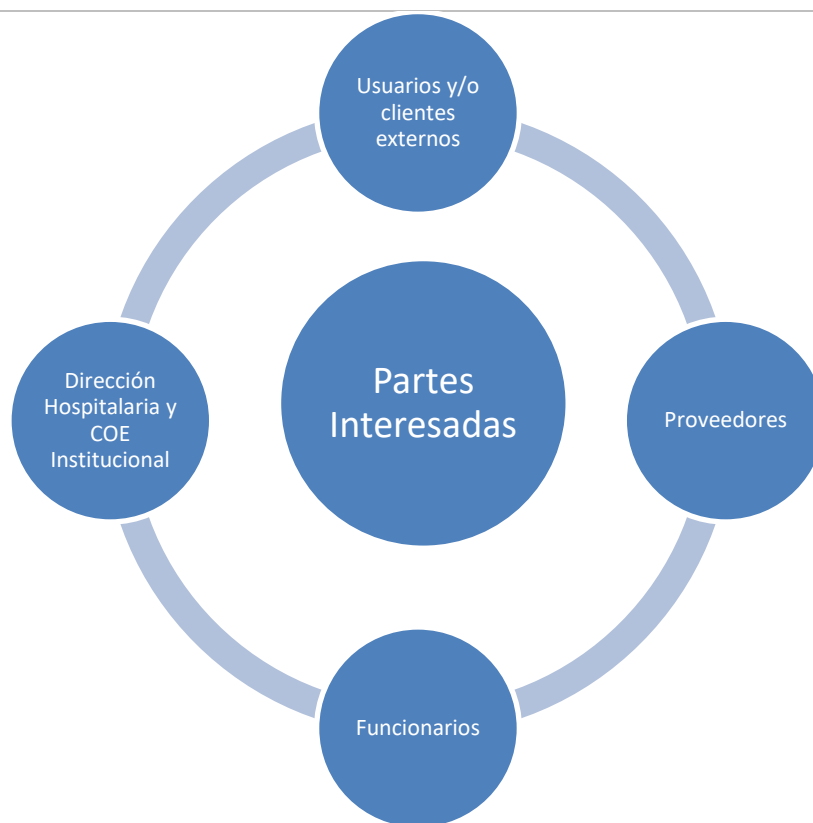 Usuarios y/o
clientes
externos
Partes
Interesadas
Dirección
Hospitalaria y
COE
Institucional
Proveedores
Funcionarios